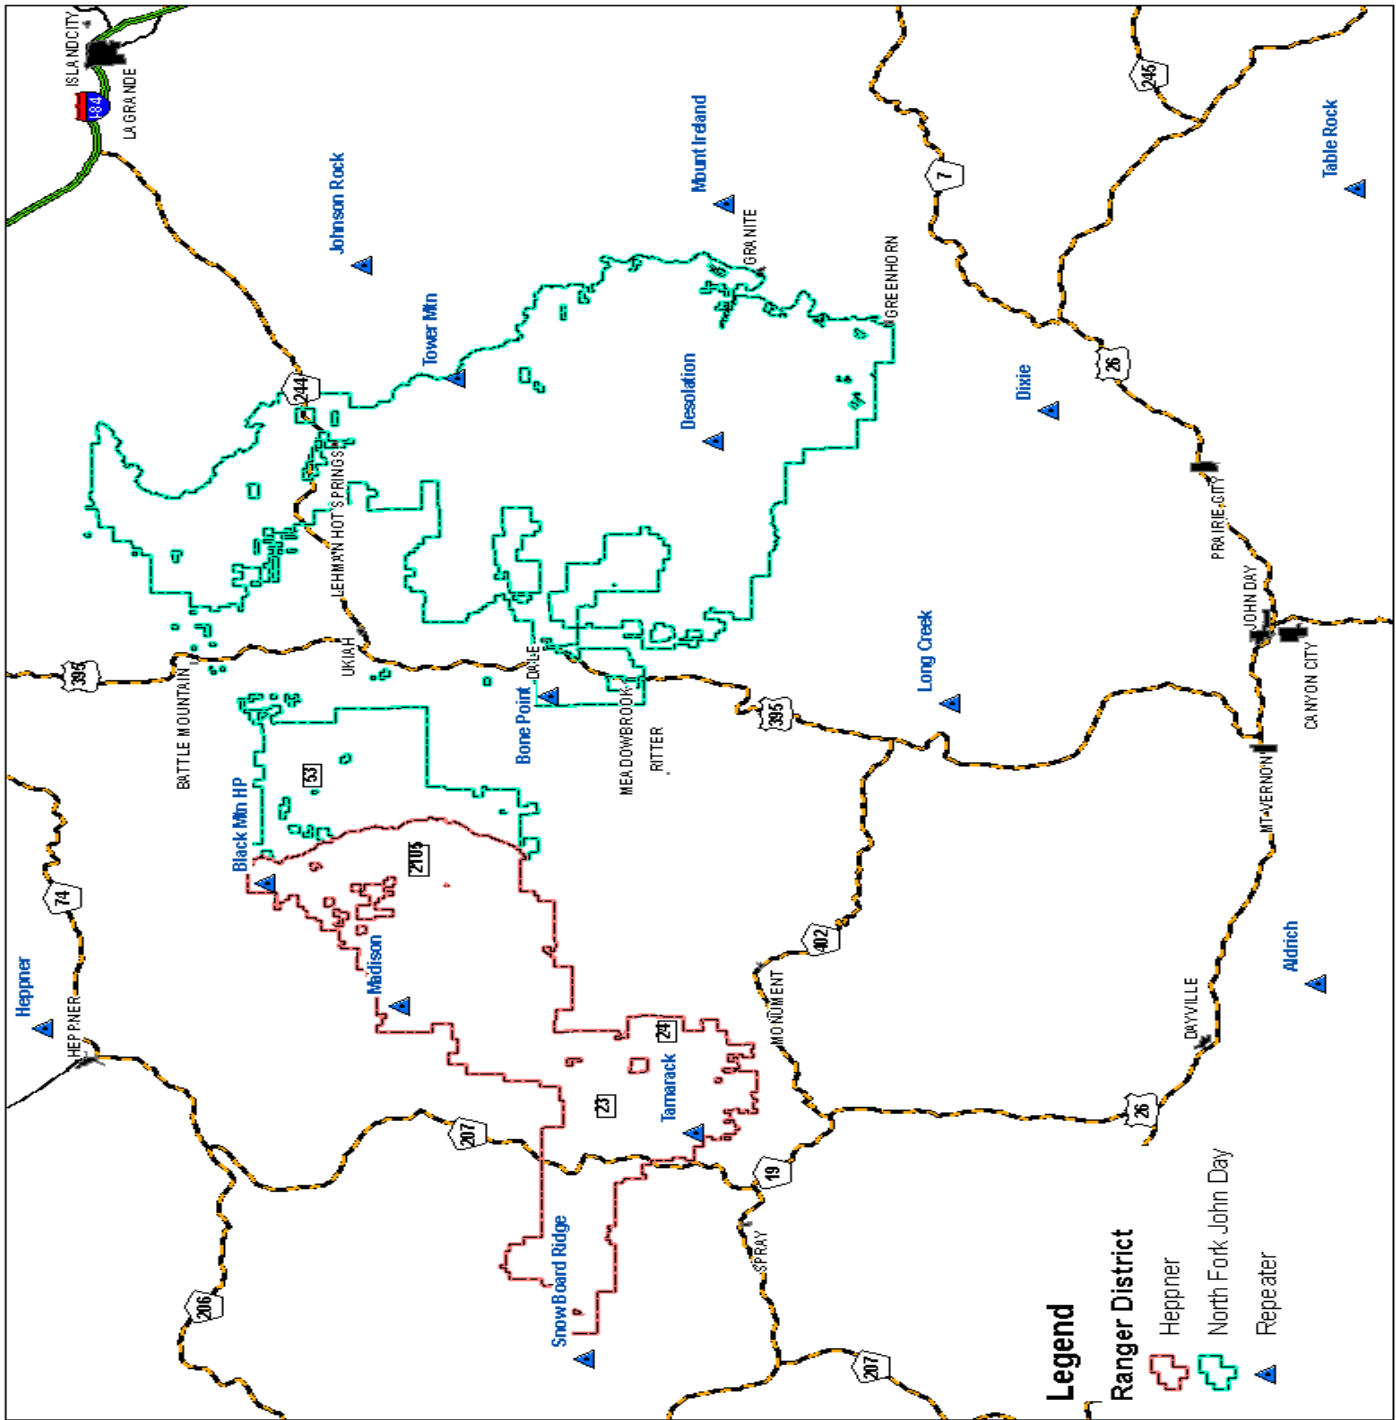 Heppner
HEPPNER
74
395
BATTLE MOUNTAIN
206
207
Madison
Black Mtn HP
2105
53
UKIAH
LEHMAN HOT SPRINGS
244
Tower Mtn
Johnson Rock
I-84
ISLAND CITY
LA GRANDE
SnowBoard Ridge
23
24
Tamarack
Bone Point
DALE
MEADOWBROOK
RITTER
Desolation
Mount Ireland
GRANITE
GREENHORN
SPRAY
19
MONUMENT
402
395
Long Creek
207
26
DAYVILLE
Aldrich
MT VERNON
CANYON CITY
JOHN DAY
PRAIRIE CITY
Dixie
26
7
245
Table Rock
Legend
Ranger District
Heppner
North Fork John Day
Repeater